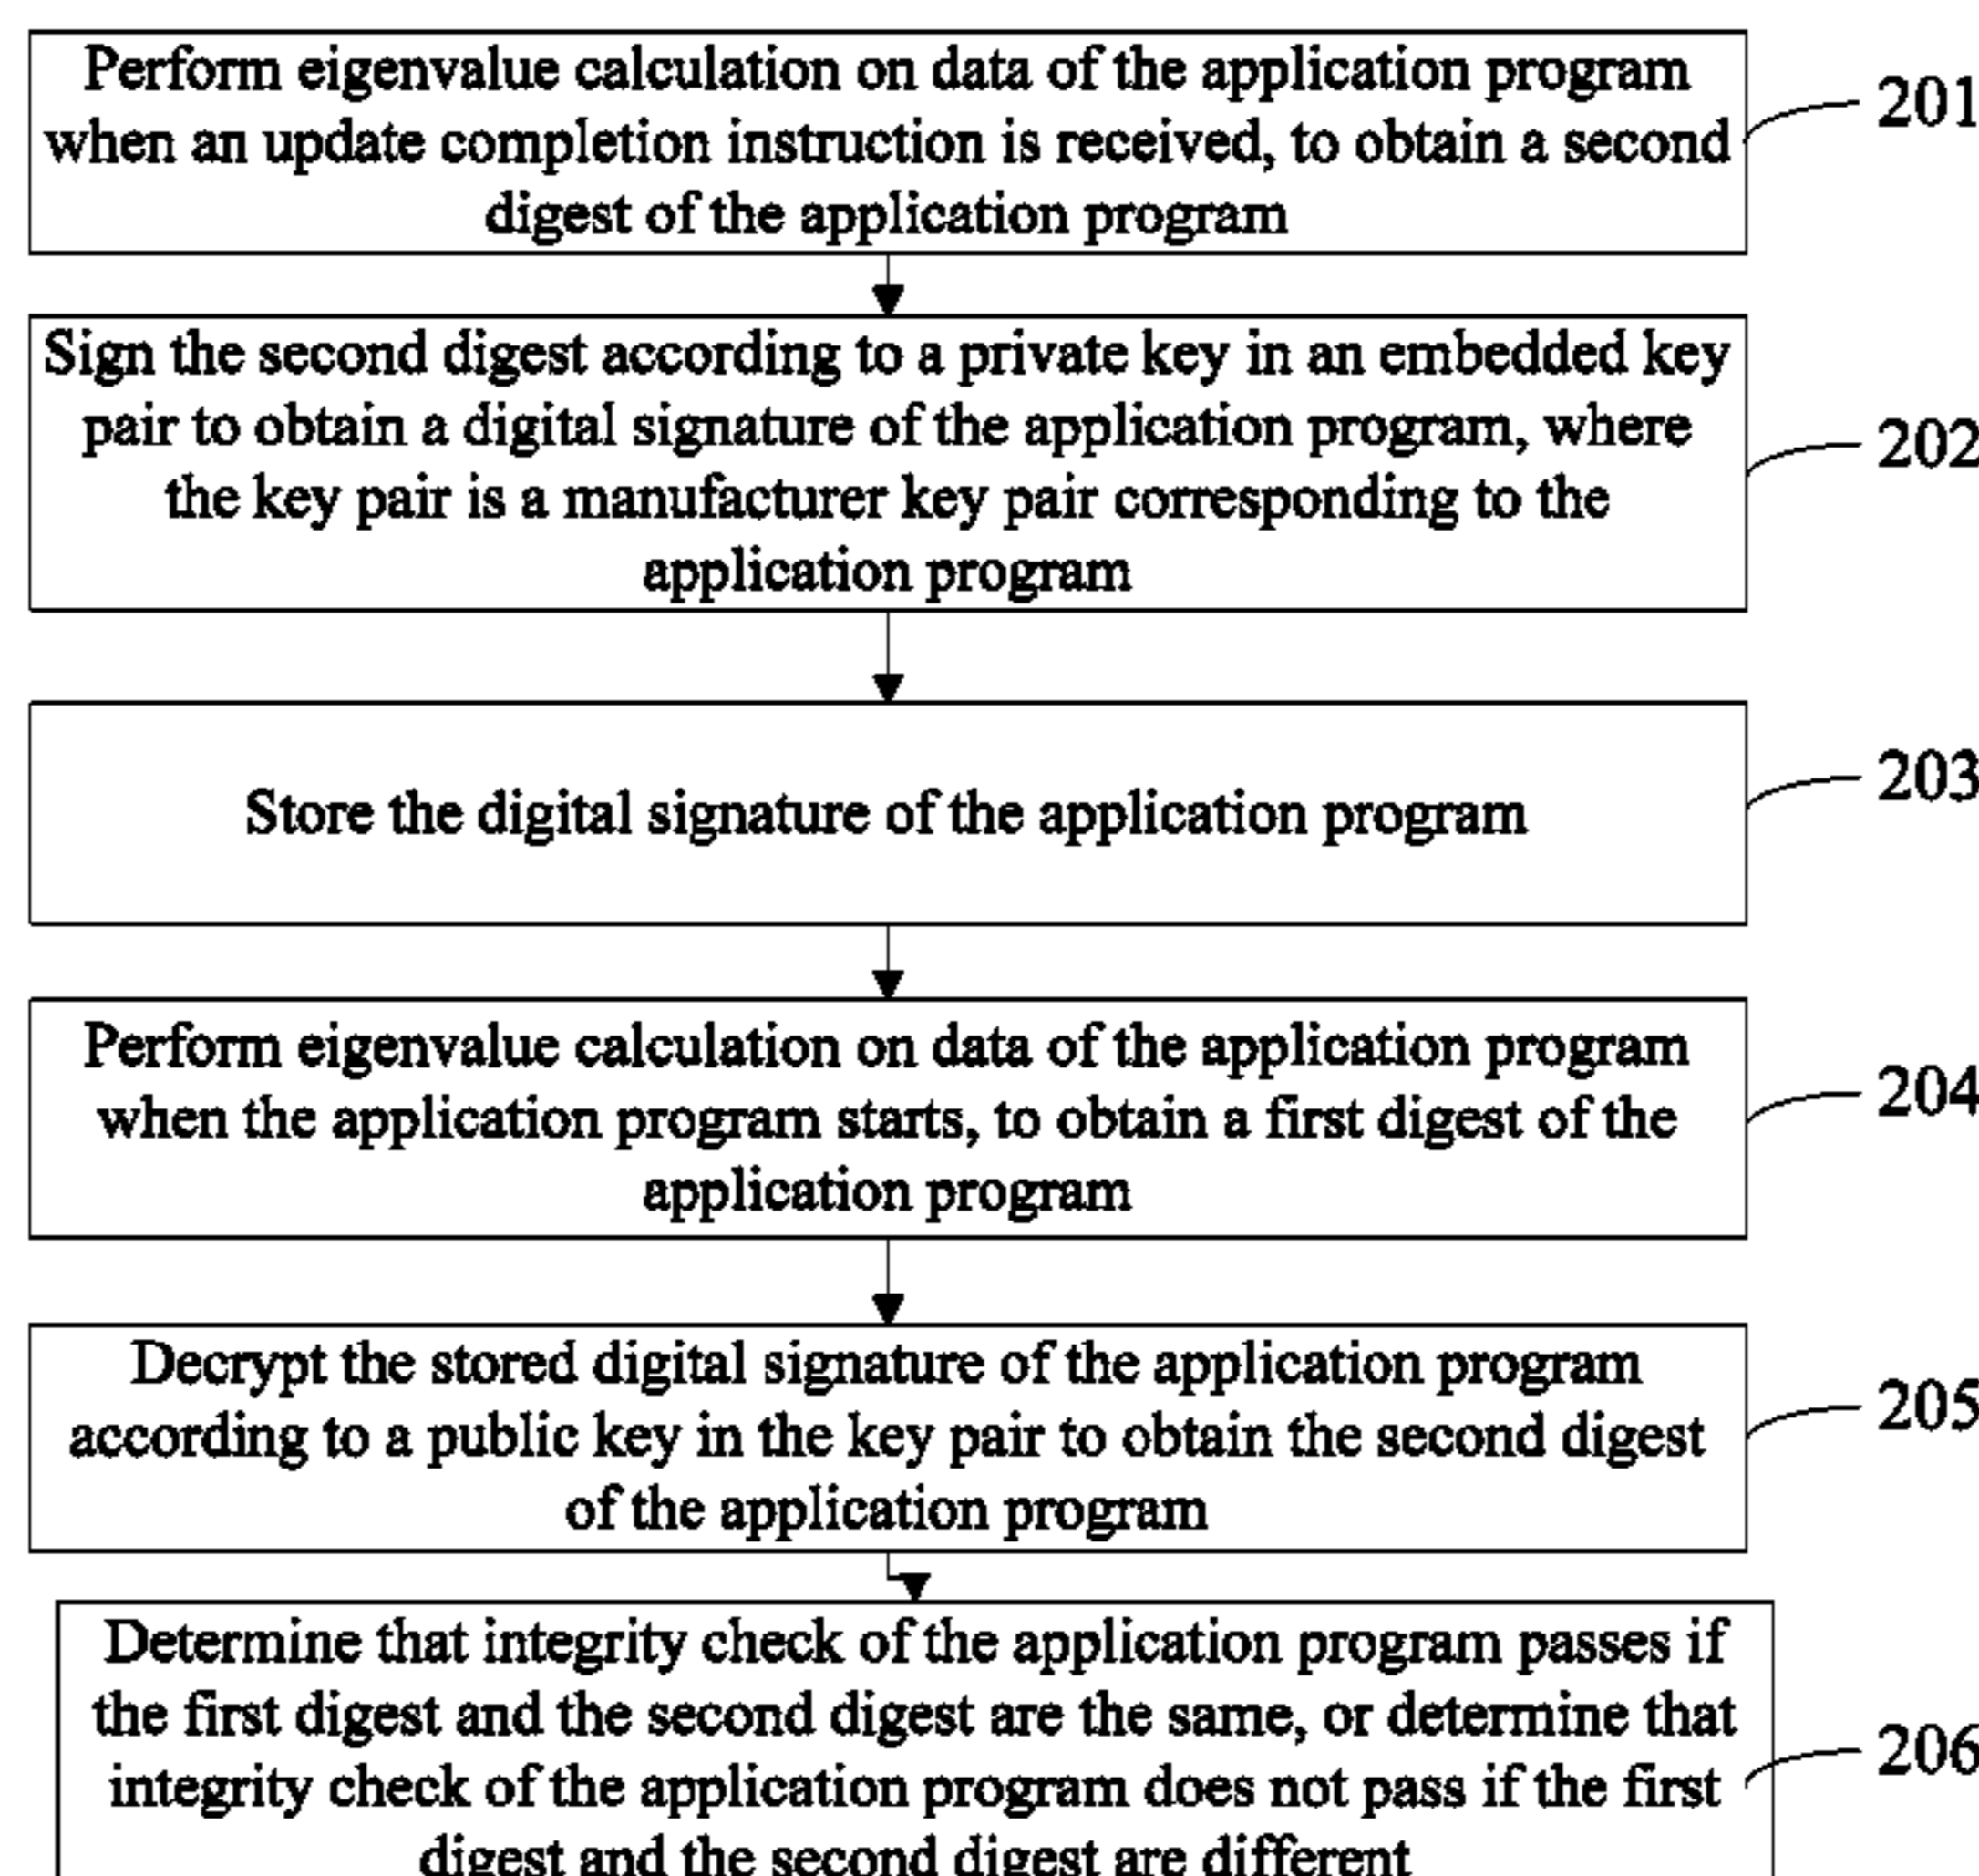 Perform eigenvalue calculation on data of the application program
when an update completion instruction is received, to obtain a second
digest of the application program
201
Sign the second digest according to a private key in an embedded key
pair to obtain a digital signature of the application program, where
the key pair is a manufacturer key pair corresponding to the
application program
202
Store the digital signature of the application program
203
Perform eigenvalue calculation on data of the application program
when the application program starts, to obtain a first digest of the
application program
204
Decrypt the stored digital signature of the application program
according to a public key in the key pair to obtain the second digest
of the application program
205
Determine that integrity check of the application program passes if
the first digest and the second digest are the same, or determine that
integrity check of the application program does not pass if the first
digest and the second digest are different
206